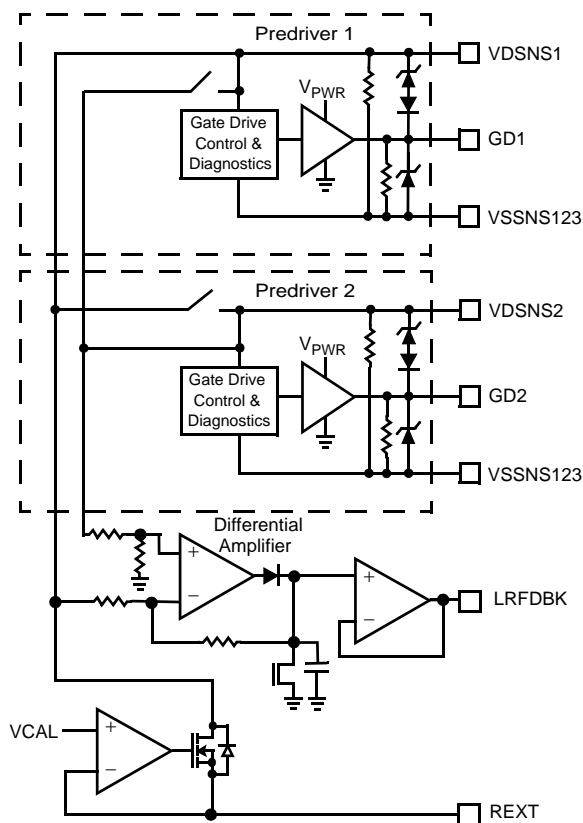 Predriver 1
VDSNS1
VPWR
Gate Drive
Control &
Diagnostics
GD1
VSSNS123
Predriver 2
VDSNS2
VPWR
Gate Drive
Control &
Diagnostics
GD2
VSSNS123
Differential
Amplifier
+
−
+
−
LRFDBK
VCAL
+
−
REXT